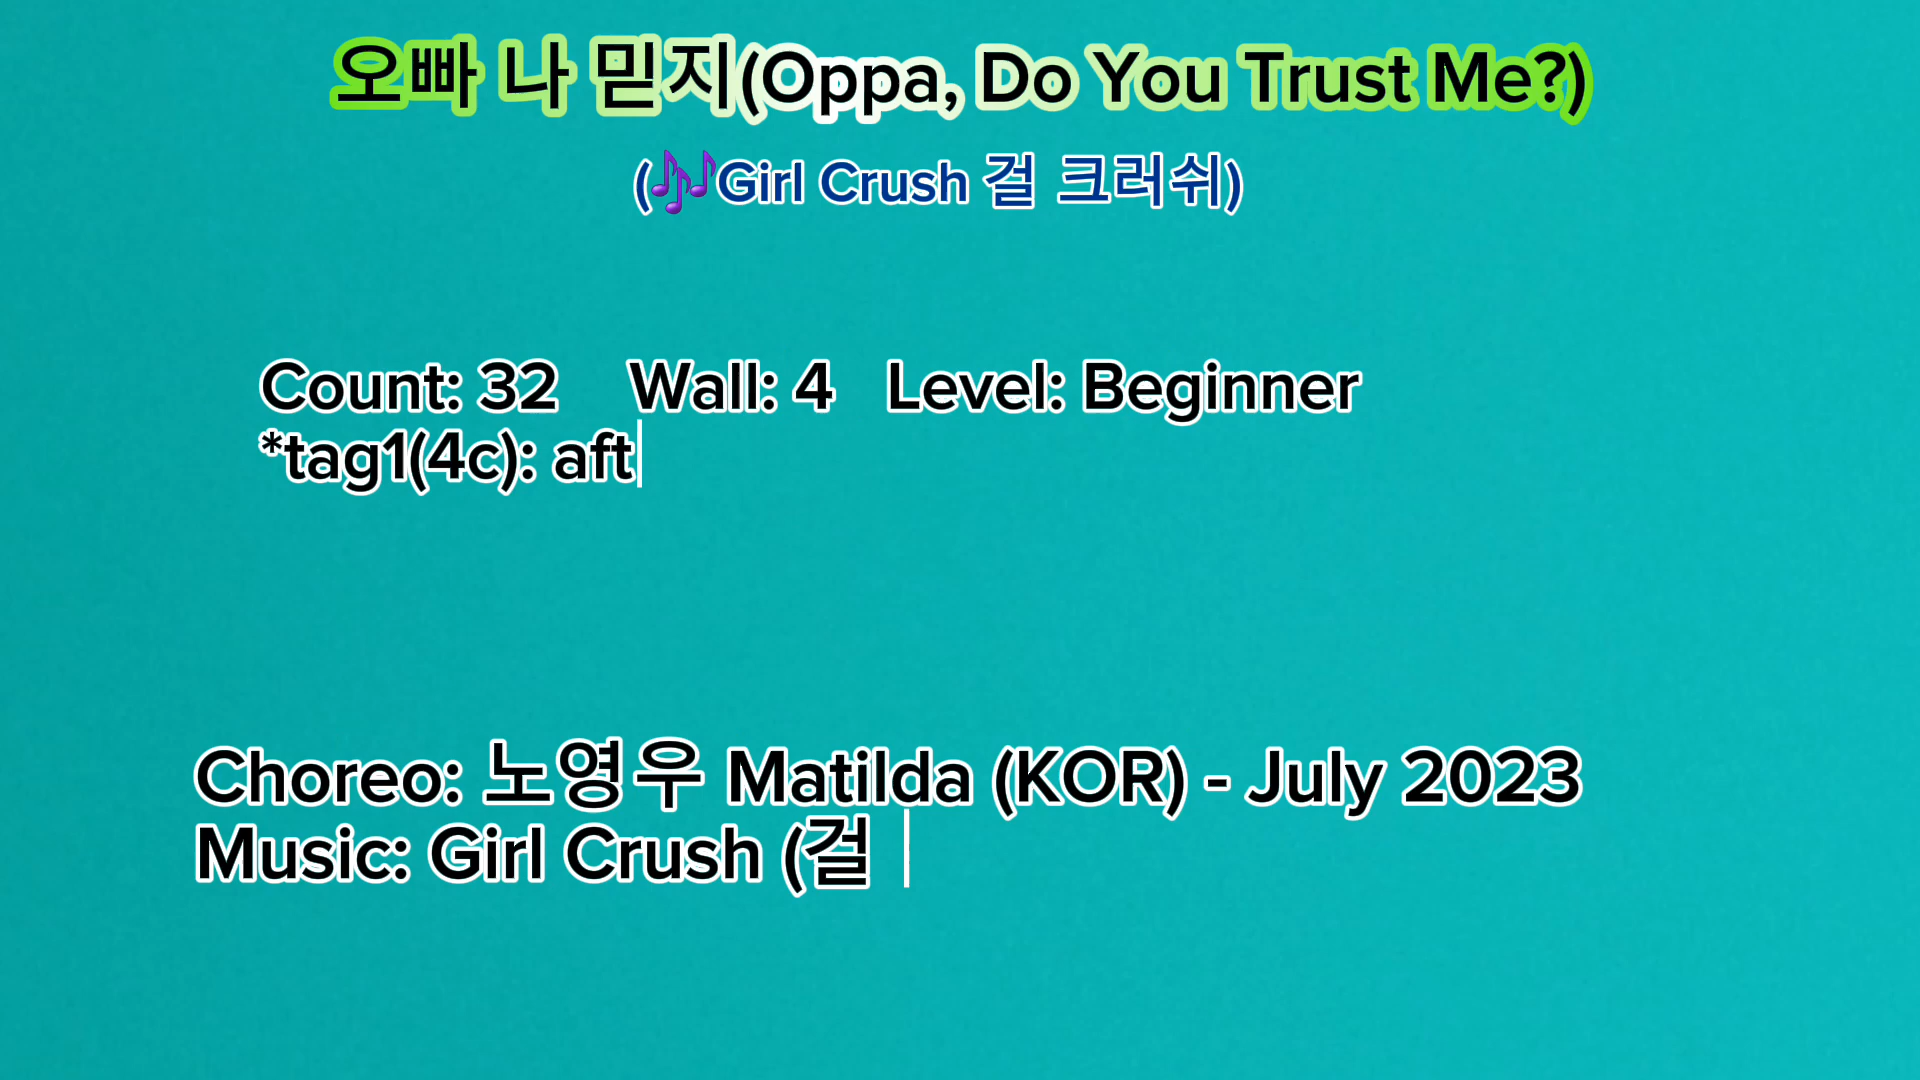 오빠 나 믿지(Oppa, Do You Trust Me?)
(🎶Girl Crush 걸 크러쉬)
Count: 32 Wall: 4 Level: Beginner
*tag1(4c): aft
Choreo: 노영우 Matilda (KOR) - July 2023
Music: Girl Crush (걸